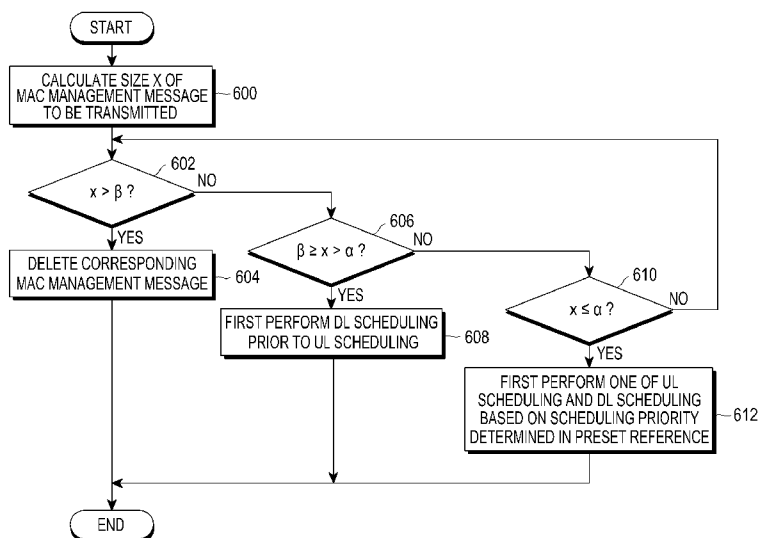 START
CALCULATE SIZE X OF
MAC MANAGEMENT MESSAGE
TO BE TRANSMITTED
600
602
x > β ?
NO
YES
DELETE CORRESPONDING
MAC MANAGEMENT MESSAGE
604
606
β ≥ x > α ?
NO
YES
FIRST PERFORM DL SCHEDULING
PRIOR TO UL SCHEDULING
608
610
x ≤ α ?
NO
YES
FIRST PERFORM ONE OF UL
SCHEDULING AND DL SCHEDULING
BASED ON SCHEDULING PRIORITY
DETERMINED IN PRESET REFERENCE
612
END